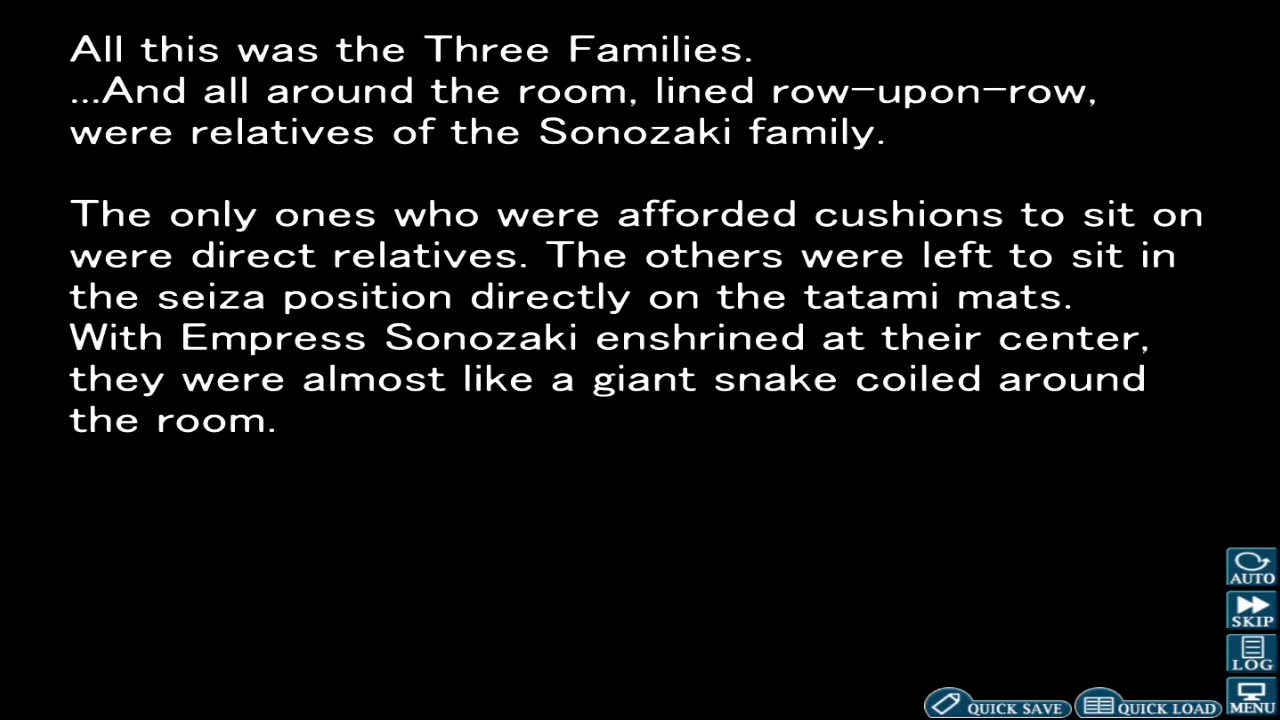 All this was the Three Families.
...And all around the room, lined row-upon-row,
were relatives of the Sonozaki family.
The only ones who were afforded cushions to sit on
were direct relatives. The others were left to sit in
the seiza position directly on the tatami mats.
With Empress Sonozaki enshrined at their center,
they were almost like a giant snake coiled around
the room.
AUTO
SKIP
LOG
MENU
QUICK SAVE
QUICK LOAD